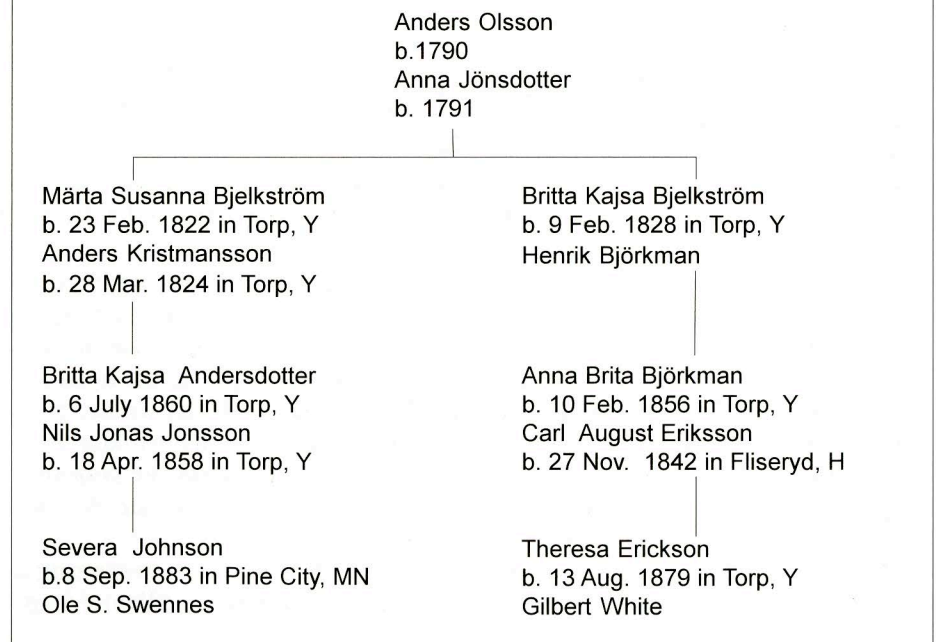 Anders Olsson
b.1790
Anna Jönsdotter
b. 1791
Märta Susanna Bjelkström
b. 23 Feb. 1822 in Torp, Y
Anders Kristmansson
b. 28 Mar. 1824 in Torp, Y
Britta Kajsa Andersdotter
b. 6 July 1860 in Torp, Y
Nils Jonas Jonsson
b. 18 Apr. 1858 in Torp, Y
Severa Johnson
b.8 Sep. 1883 in Pine City, MN
Ole S. Swennes
Britta Kajsa Bjelkström
b. 9 Feb. 1828 in Torp, Y
Henrik Björkman
Anna Brita Björkman
b. 10 Feb. 1856 in Torp, Y
Carl August Eriksson
b. 27 Nov. 1842 in Fliseryd, H
Theresa Erickson
b. 13 Aug. 1879 in Torp, Y
Gilbert White